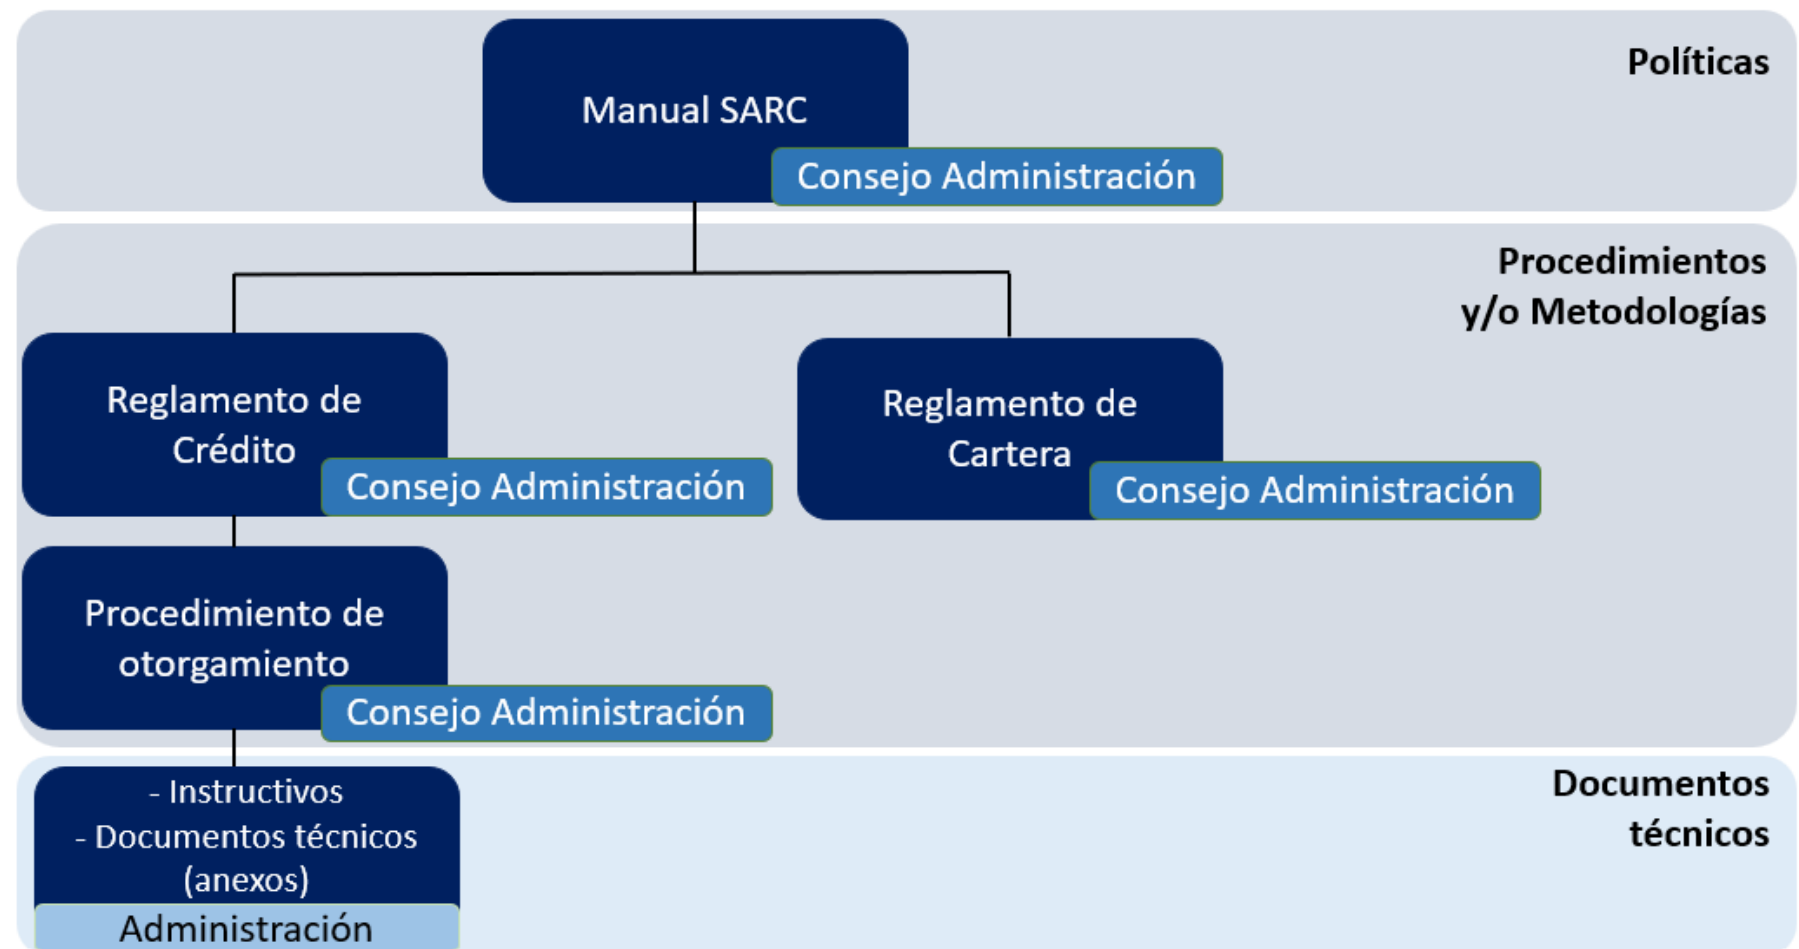 Políticas
Manual SARC
Consejo Administración
Procedimientos
y/o Metodologías
Reglamento de
Crédito
Consejo Administración
Reglamento de
Cartera
Consejo Administración
Procedimiento de
otorgamiento
Consejo Administración
Documentos
técnicos
- Instructivos
- Documentos técnicos
(anexos)
Administración